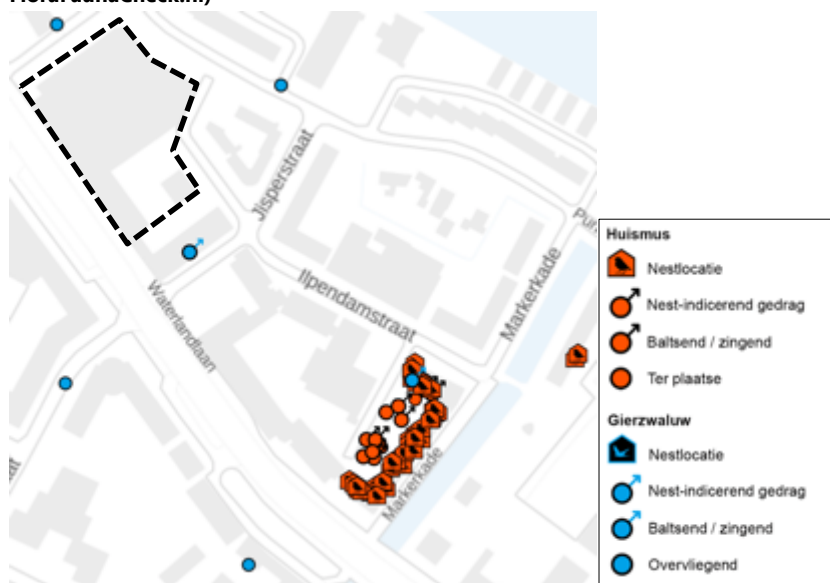 Jisperstraat
Ilpendamstraat
Markerkade
Waterlandlaan
Markerkade
Huismus
Nestlocatie
Nest-indicerend gedrag
Baltsend / zingend
Ter plaatse
Gierzwaluw
Nestlocatie
Nest-indicerend gedrag
Baltsend / zingend
Overvliegend